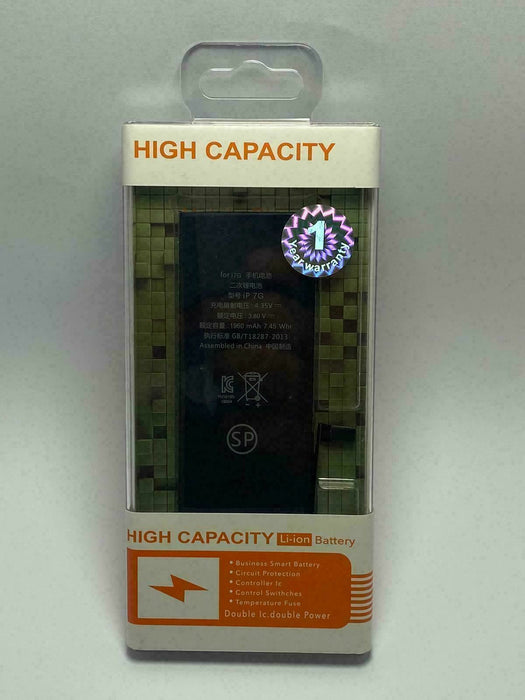 HIGH CAPACITY
1
Year warranty
for i7G 手机电池
二次锂电池
型号: iP 7G
充电限制电压: 4.35V
额定电压: 3.80 V
额定容量: 1960 mAh 7.45 Whr
执行标准 GB/T18287-2013
Assembled in China 中国制造
SP
HIGH CAPACITY Li-ion Battery
• Business Smart Battery
• Circuit Protection
• Controller Ic
• Control Swithches
• Temperature Fuse
Double Ic.double Power